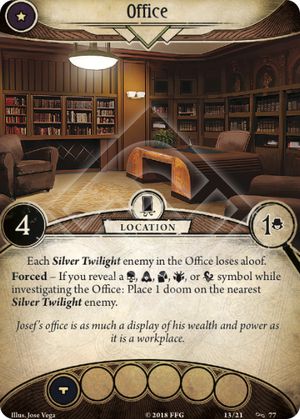 Office
4
1
LOCATION
Each Silver Twilight enemy in the Office loses aloof.
Forced – If you reveal a , , , , or symbol while
investigating the Office: Place 1 doom on the nearest
Silver Twilight enemy.
Josef's office is as much a display of his wealth and power as
it is a workplace.
Illus. Jose Vega
© 2018 FFG
13/21
77